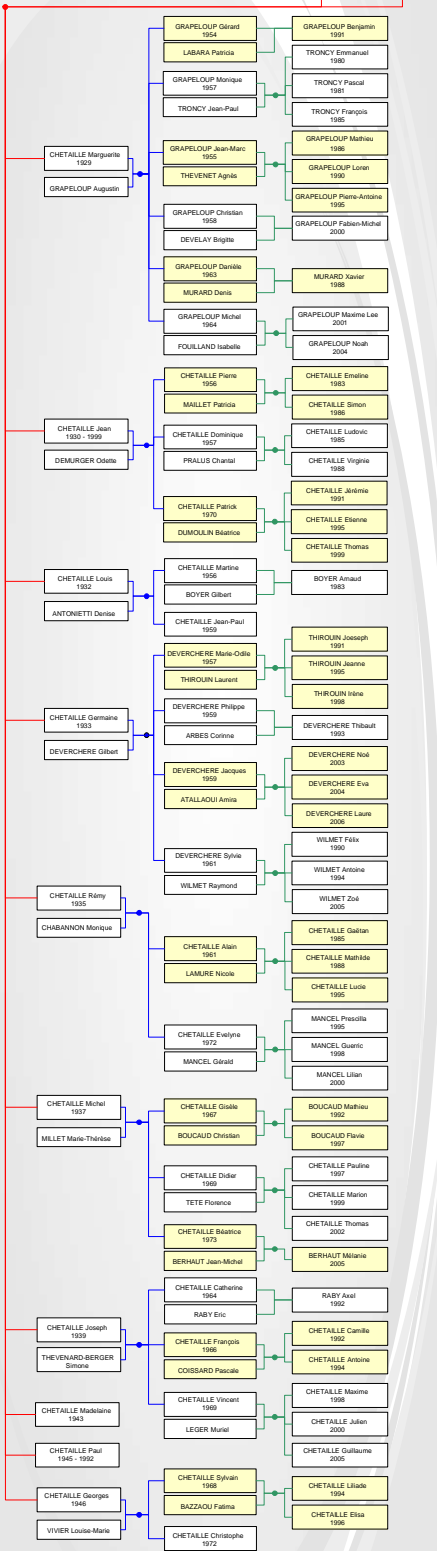 GRAPELOUP Gérard
1954
LABARA Patricia
GRAPELOUP Benjamin
1991
CHETAILLE Marguerite
1929
GRAPELOUP Augustin
GRAPELOUP Monique
1957
TRONCY Jean-Paul
TRONCY Emmanuel
1980
TRONCY Pascal
1981
TRONCY François
1985
GRAPELOUP Jean-Marc
1955
THEVENET Agnès
GRAPELOUP Mathieu
1986
GRAPELOUP Loren
1990
GRAPELOUP Pierre-Antoine
1995
GRAPELOUP Christian
1958
DEVELAY Brigitte
GRAPELOUP Fabien-Michel
2000
GRAPELOUP Danièle
1963
MURARD Denis
MURARD Xavier
1988
GRAPELOUP Michel
1964
FOUILLAND Isabelle
GRAPELOUP Maxime Lee
2001
GRAPELOUP Noah
2004
CHETAILLE Jean
1930 - 1999
DEMURGER Odette
CHETAILLE Pierre
1956
MAILLET Patricia
CHETAILLE Emeline
1983
CHETAILLE Simon
1986
CHETAILLE Dominique
1957
PRALUS Chantal
CHETAILLE Ludovic
1985
CHETAILLE Virginie
1988
CHETAILLE Patrick
1970
DUMOULIN Béatrice
CHETAILLE Jérémie
1991
CHETAILLE Etienne
1995
CHETAILLE Thomas
1999
CHETAILLE Louis
1932
ANTONIETTI Denise
CHETAILLE Martine
1956
BOYER Gilbert
BOYER Arnaud
1983
CHETAILLE Jean-Paul
1959
CHETAILLE Germaine
1933
DEVERCHERE Gilbert
DEVERCHERE Marie-Odile
1957
THIROUIN Laurent
THIROUIN Joeseph
1991
THIROUIN Jeanne
1995
THIROUIN Irène
1998
DEVERCHERE Philippe
1959
ARBES Corinne
DEVERCHERE Thibault
1993
DEVERCHERE Jacques
1959
ATALLAOUI Amira
DEVERCHERE Noé
2003
DEVERCHERE Eva
2004
DEVERCHERE Laure
2006
DEVERCHERE Sylvie
1961
WILMET Raymond
WILMET Félix
1990
WILMET Antoine
1994
WILMET Zoé
2005
CHETAILLE Rémy
1935
CHABANNON Monique
CHETAILLE Alain
1961
LAMURE Nicole
CHETAILLE Gaëtan
1985
CHETAILLE Mathilde
1988
CHETAILLE Lucie
1995
CHETAILLE Evelyne
1972
MANCEL Gérald
MANCEL Prescilla
1995
MANCEL Guerric
1998
MANCEL Lilian
2000
CHETAILLE Michel
1937
MILLET Marie-Thérèse
CHETAILLE Gisèle
1967
BOUCAUD Christian
BOUCAUD Mathieu
1992
BOUCAUD Flavie
1997
CHETAILLE Didier
1969
TETE Florence
CHETAILLE Pauline
1997
CHETAILLE Marion
1999
CHETAILLE Thomas
2002
CHETAILLE Béatrice
1973
BERHAUT Jean-Michel
BERHAUT Mélanie
2005
CHETAILLE Joseph
1939
THEVENARD-BERGER
Simone
CHETAILLE Catherine
1964
RABY Eric
RABY Axel
1992
CHETAILLE François
1966
COISSARD Pascale
CHETAILLE Camille
1992
CHETAILLE Antoine
1994
CHETAILLE Vincent
1969
LEGER Muriel
CHETAILLE Maxime
1998
CHETAILLE Julien
2000
CHETAILLE Guillaume
2005
CHETAILLE Madelaine
1943
CHETAILLE Paul
1945 - 1992
CHETAILLE Georges
1946
VIVIER Louise-Marie
CHETAILLE Sylvain
1968
BAZZAOU Fatima
CHETAILLE Liliade
1994
CHETAILLE Elisa
1996
CHETAILLE Christophe
1972